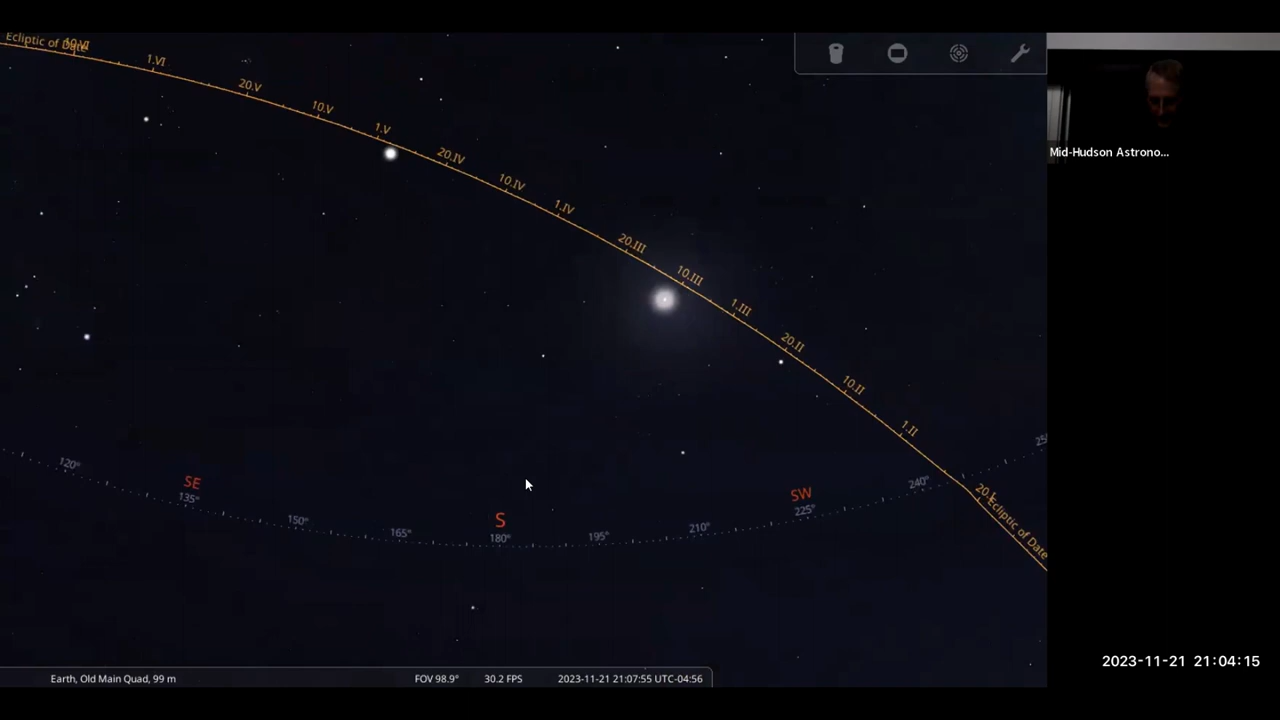 Ecliptic of Date
10.VI
1.VI
20.V
10.V
1.V
20.IV
10.IV
1.IV
20.III
10.III
1.III
20.II
10.II
1.II
20.I
Ecliptic of Date
Mid-Hudson Astrono...
120°
SE
135°
150°
165°
S
180°
195°
210°
SW
225°
240°
Earth, Old Main Quad, 99 m
FOV 98.9°
30.2 FPS
2023-11-21 21:07:55 UTC-04:56
2023-11-21 21:04:15